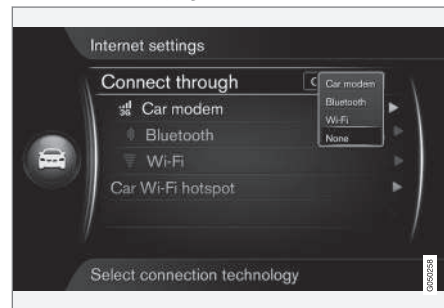 Internet settings
Connect through
Car modem
Bluetooth
Wi-Fi
None
3G Car modem
Bluetooth
Wi-Fi
Car Wi-Fi hotspot
Select connection technology
G050258